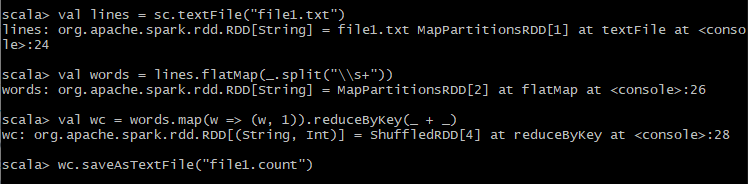 scala> val lines = sc.textFile("file1.txt")
lines: org.apache.spark.rdd.RDD[String] = file1.txt MapPartitionsRDD[1] at textFile at <conso
le>:24
scala> val words = lines.flatMap(_.split("\\s+"))
words: org.apache.spark.rdd.RDD[String] = MapPartitionsRDD[2] at flatMap at <console>:26
scala> val wc = words.map(w => (w, 1)).reduceByKey(_ + _)
wc: org.apache.spark.rdd.RDD[(String, Int)] = ShuffledRDD[4] at reduceByKey at <console>:28
scala> wc.saveAsTextFile("file1.count")